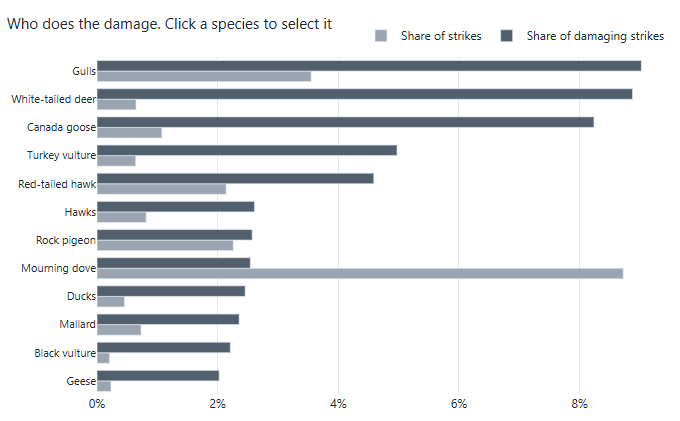 Who does the damage. Click a species to select it
Share of strikes
Share of damaging strikes
Gulls
White-tailed deer
Canada goose
Turkey vulture
Red-tailed hawk
Hawks
Rock pigeon
Mourning dove
Ducks
Mallard
Black vulture
Geese
0% 2% 4% 6% 8%